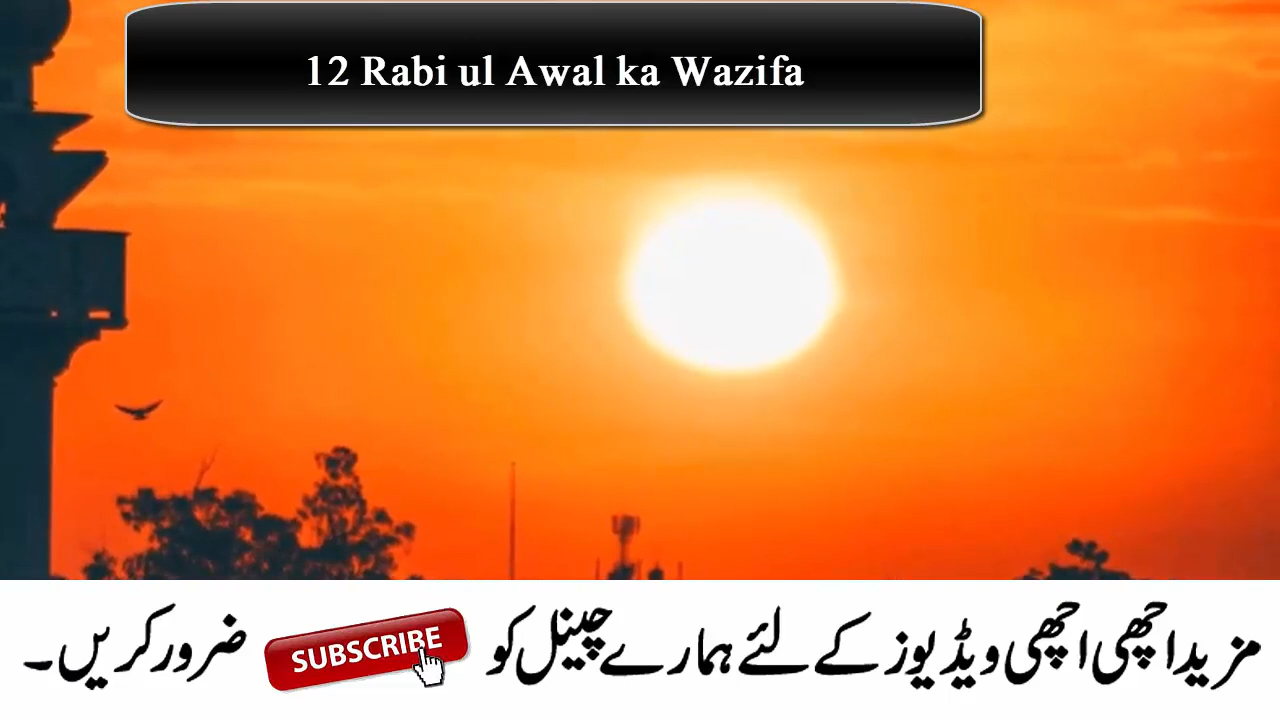 12 Rabi ul Awal ka Wazifa
مزید اچھی اچھی ویڈیوز کے لئے ہمارے چینل کو SUBSCRIBE ضرور کریں۔